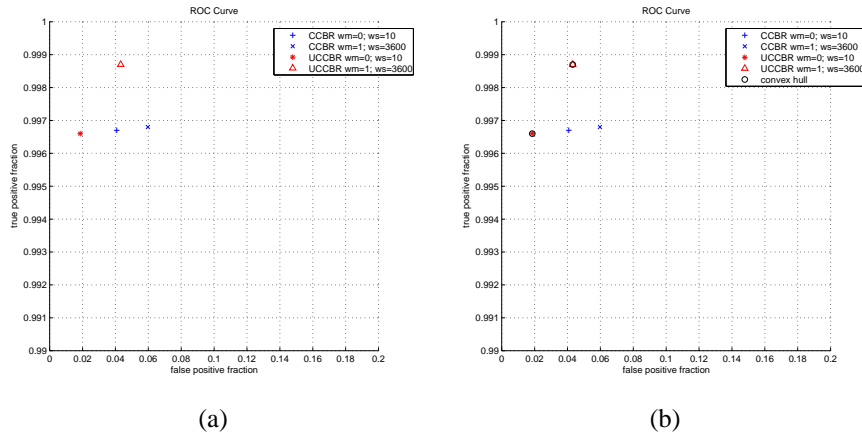 ROC Curve
1
0.999
0.998
0.997
0.996
0.995
0.994
0.993
0.992
0.991
0.99
true positive fraction
CCBR wm=0; ws=10
CCBR wm=1; ws=3600
UCCBR wm=0; ws=10
UCCBR wm=1; ws=3600
0 0.02 0.04 0.06 0.08 0.1 0.12 0.14 0.16 0.18 0.2
false positive fraction
(a)
ROC Curve
1
0.999
0.998
0.997
0.996
0.995
0.994
0.993
0.992
0.991
0.99
true positive fraction
CCBR wm=0; ws=10
CCBR wm=1; ws=3600
UCCBR wm=0; ws=10
UCCBR wm=1; ws=3600
convex hull
0 0.02 0.04 0.06 0.08 0.1 0.12 0.14 0.16 0.18 0.2
false positive fraction
(b)